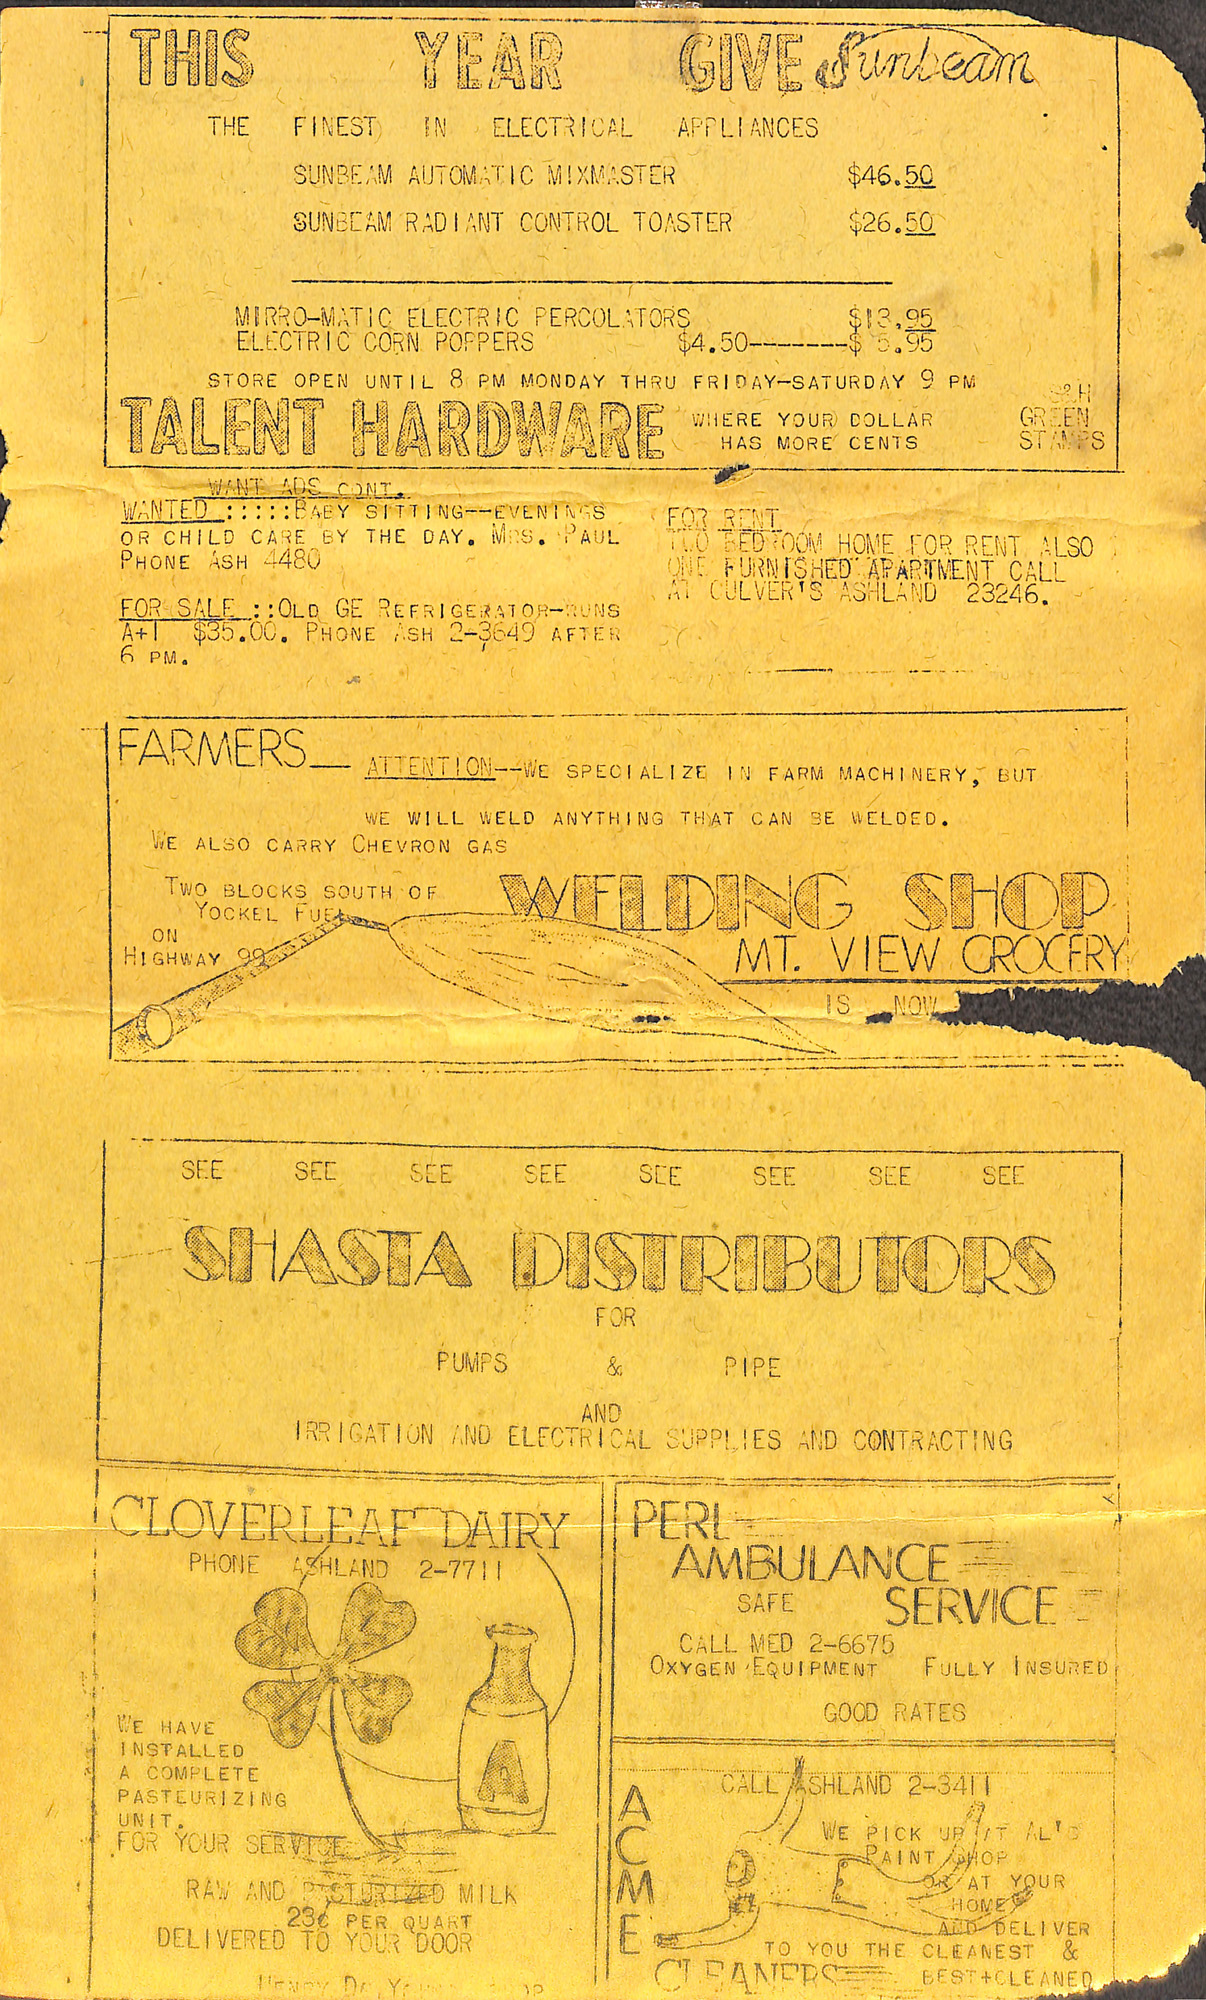 THIS YEAR GIVE Sunbeam
THE FINEST IN ELECTRICAL APPLIANCES
SUNBEAM AUTOMATIC MIXMASTER $46.50
SUNBEAM RADIANT CONTROL TOASTER $26.50
MIRRO-MATIC ELECTRIC PERCOLATORS $13.95
ELECTRIC CORN POPPERS $4.50-------$ 5.95
STORE OPEN UNTIL 8 PM MONDAY THRU FRIDAY-SATURDAY 9 PM
TALENT HARDWARE
WHERE YOUR DOLLAR
HAS MORE CENTS
S&H
GREEN
STAMPS
WANT ADS CONT.
WANTED :::::BABY SITTING--EVENINGS
OR CHILD CARE BY THE DAY. MRS. PAUL
PHONE ASH 4480
FOR SALE ::OLD GE REFRIGERATOR-RUNS
A+1 $35.00. PHONE ASH 2-3649 AFTER
6 PM.
FOR RENT
TWO BEDROOM HOME FOR RENT ALSO
ONE FURNISHED APARTMENT CALL
AT CULVER'S ASHLAND 23246.
FARMERS_ ATTENTION--WE SPECIALIZE IN FARM MACHINERY, BUT
WE WILL WELD ANYTHING THAT CAN BE WELDED.
WE ALSO CARRY CHEVRON GAS
TWO BLOCKS SOUTH OF
YOCKEL FUEL
ON
HIGHWAY 99
WELDING SHOP
MT. VIEW GROCERY
IS NOW
SEE SEE SEE SEE SEE SEE SEE SEE
SHASTA DISTRIBUTORS
FOR
PUMPS & PIPE
AND
IRRIGATION AND ELECTRICAL SUPPLIES AND CONTRACTING
CLOVERLEAF DAIRY
PHONE ASHLAND 2-7711
WE HAVE
INSTALLED
A COMPLETE
PASTEURIZING
UNIT.
FOR YOUR SERVICE
RAW AND PASTURIZED MILK
23¢ PER QUART
DELIVERED TO YOUR DOOR
PERL
AMBULANCE
SAFE SERVICE
CALL MED 2-6675
OXYGEN EQUIPMENT FULLY INSURED
GOOD RATES
ACME
CALL ASHLAND 2-3411
WE PICK UP AT AL'S
PAINT SHOP
OR AT YOUR
HOME
AND DELIVER
TO YOU THE CLEANEST &
CLEANERS BEST+CLEANED